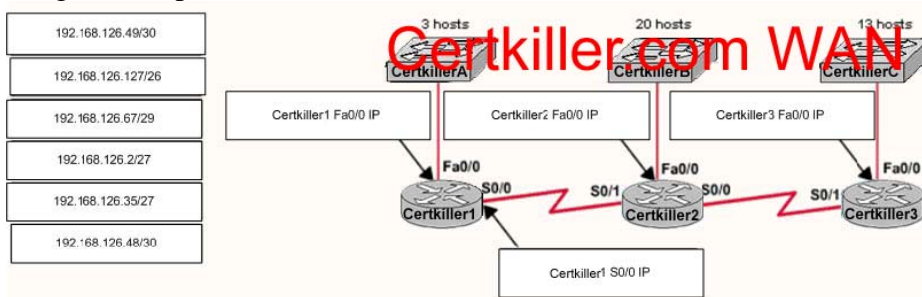 192.168.126.49/30
192.168.126.127/26
192.168.126.67/29
192.168.126.2/27
192.168.126.35/27
192.168.126.48/30
3 hosts
20 hosts
13 hosts
Certkiller.com WAN
CertkillerA
CertkillerB
CertkillerC
Certkiller1 Fa0/0 IP
Certkiller2 Fa0/0 IP
Certkiller3 Fa0/0 IP
Fa0/0
Fa0/0
Fa0/0
S0/0
S0/1
S0/0
S0/1
Certkiller1
Certkiller2
Certkiller3
Certkiller1 S0/0 IP